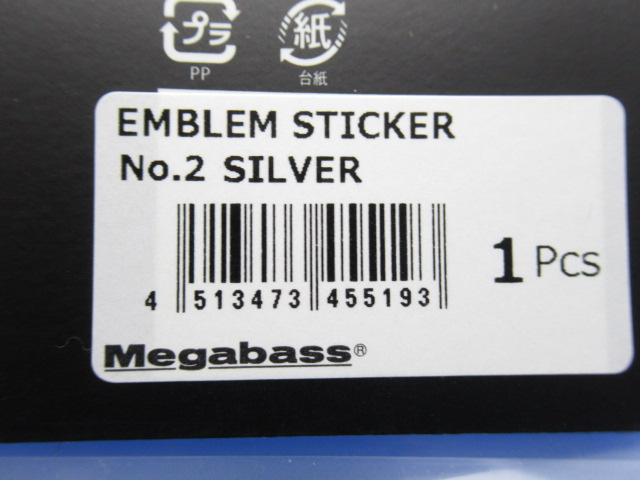 プラ 紙
PP 台紙
EMBLEM STICKER
No.2 SILVER
1 Pcs
4 513473 455193
Megabass®